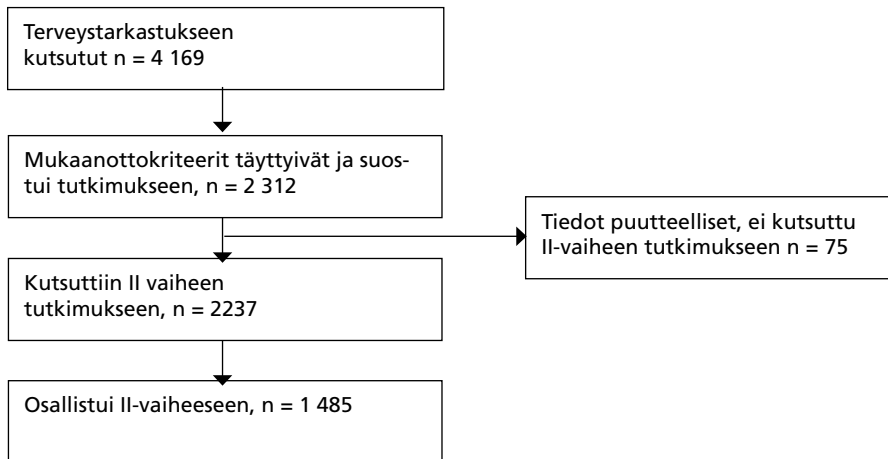 Terveystarkastukseen
kutsutut n = 4 169
Mukaanottokriteerit täyttyivät ja suos-
tui tutkimukseen, n = 2 312
Tiedot puutteelliset, ei kutsuttu
II-vaiheen tutkimukseen n = 75
Kutsuttiin II vaiheen
tutkimukseen, n = 2237
Osallistui II-vaiheeseen, n = 1 485